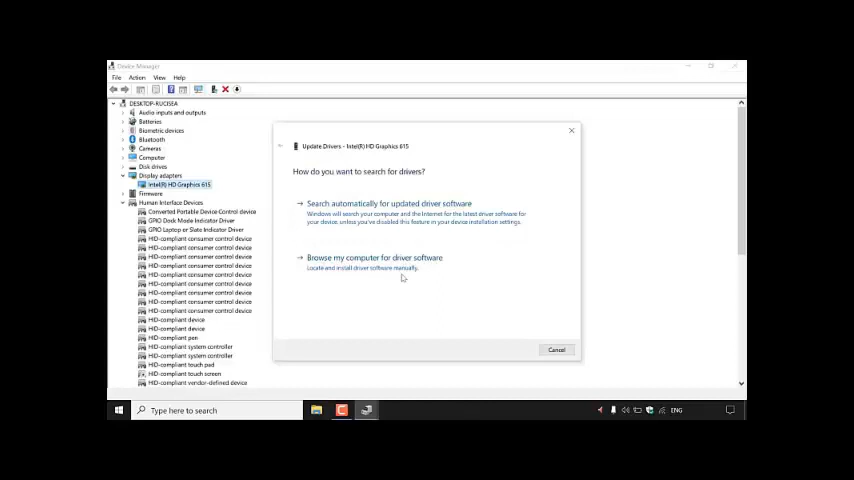 Device Manager
File Action View Help
DESKTOP-RUCISEA
Audio inputs and outputs
Batteries
Biometric devices
Bluetooth
Cameras
Computer
Disk drives
Display adapters
Intel(R) HD Graphics 615
Firmware
Human Interface Devices
Converted Portable Device Control device
GPIO Dock Mode Indicator Driver
GPIO Laptop or Slate Indicator Driver
HID-compliant consumer control device
HID-compliant consumer control device
HID-compliant consumer control device
HID-compliant consumer control device
HID-compliant consumer control device
HID-compliant consumer control device
HID-compliant consumer control device
HID-compliant consumer control device
HID-compliant consumer control device
HID-compliant device
HID-compliant device
HID-compliant pen
HID-compliant system controller
HID-compliant system controller
HID-compliant touch pad
HID-compliant touch screen
HID-compliant vendor-defined device
Update Drivers - Intel(R) HD Graphics 615
How do you want to search for drivers?
Search automatically for updated driver software
Windows will search your computer and the Internet for the latest driver software for
your device, unless you've disabled this feature in your device installation settings.
Browse my computer for driver software
Locate and install driver software manually.
Cancel
Type here to search
ENG